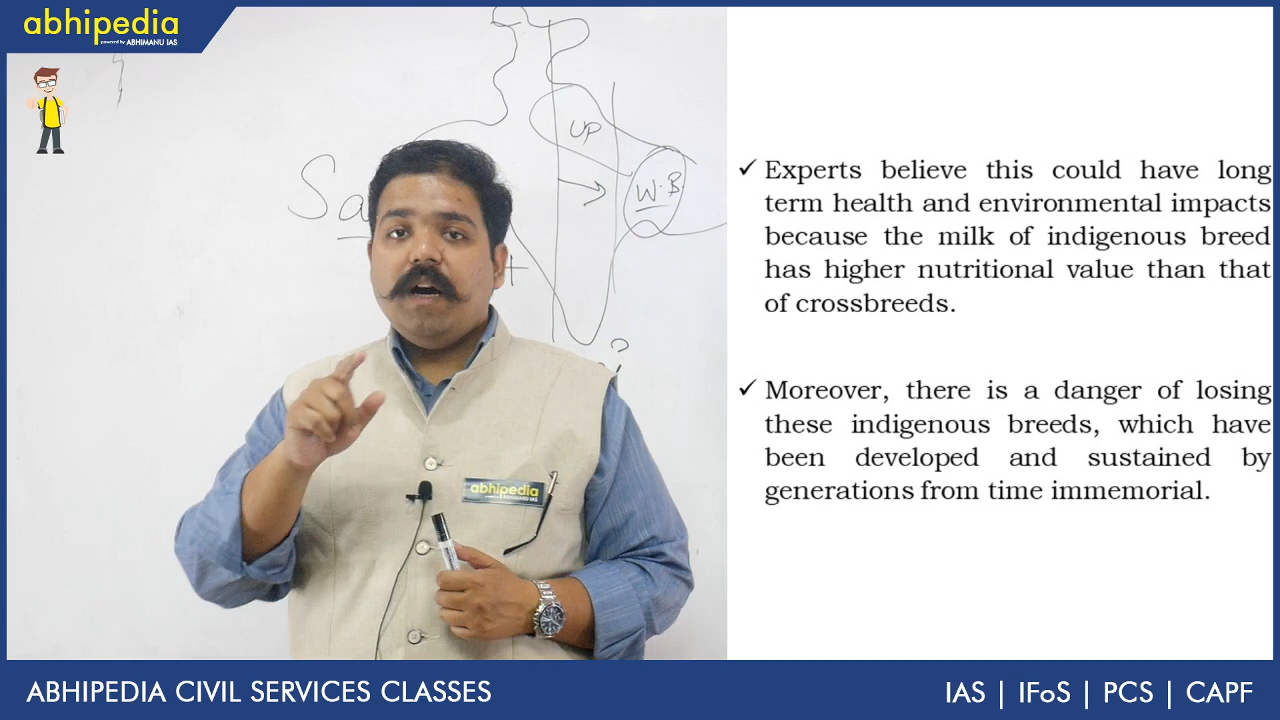 abhipedia
powered by ABHIMANU IAS
Sa
UP
W.B
+
?
abhipedia
Experts believe this could have long
term health and environmental impacts
because the milk of indigenous breed
has higher nutritional value than that
of crossbreeds.
Moreover, there is a danger of losing
these indigenous breeds, which have
been developed and sustained by
generations from time immemorial.
ABHIPEDIA CIVIL SERVICES CLASSES
IAS | IFoS | PCS | CAPF